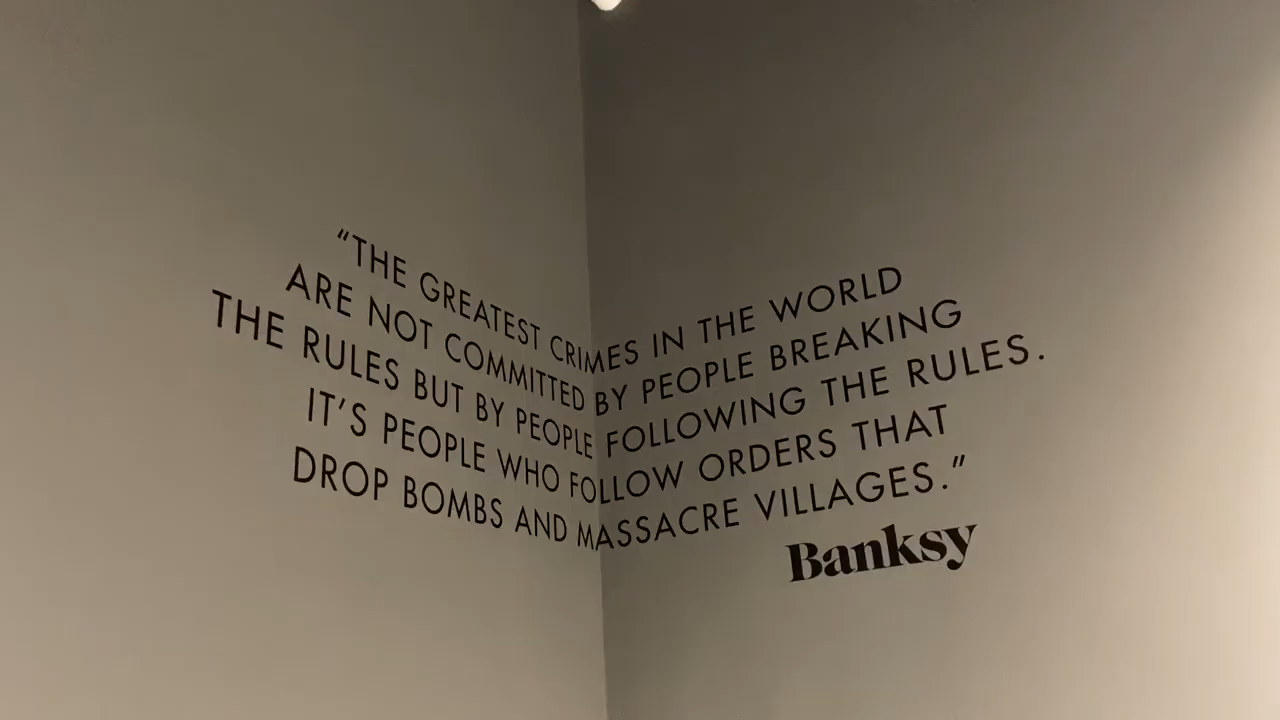 “THE GREATEST CRIMES IN THE WORLD
ARE NOT COMMITTED BY PEOPLE BREAKING
THE RULES BUT BY PEOPLE FOLLOWING THE RULES.
IT’S PEOPLE WHO FOLLOW ORDERS THAT
DROP BOMBS AND MASSACRE VILLAGES.”
Banksy